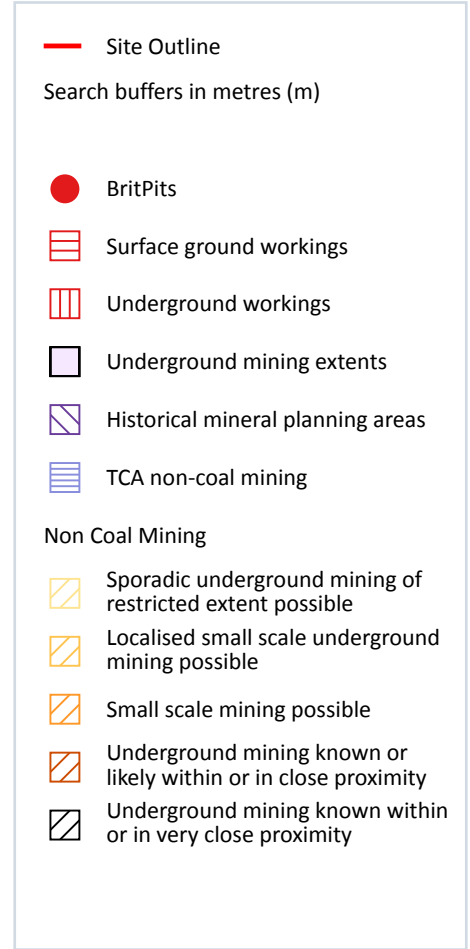 Site Outline
Search buffers in metres (m)
BritPits
Surface ground workings
Underground workings
Underground mining extents
Historical mineral planning areas
TCA non-coal mining
Non Coal Mining
Sporadic underground mining of
restricted extent possible
Localised small scale underground
mining possible
Small scale mining possible
Underground mining known or
likely within or in close proximity
Underground mining known within
or in very close proximity